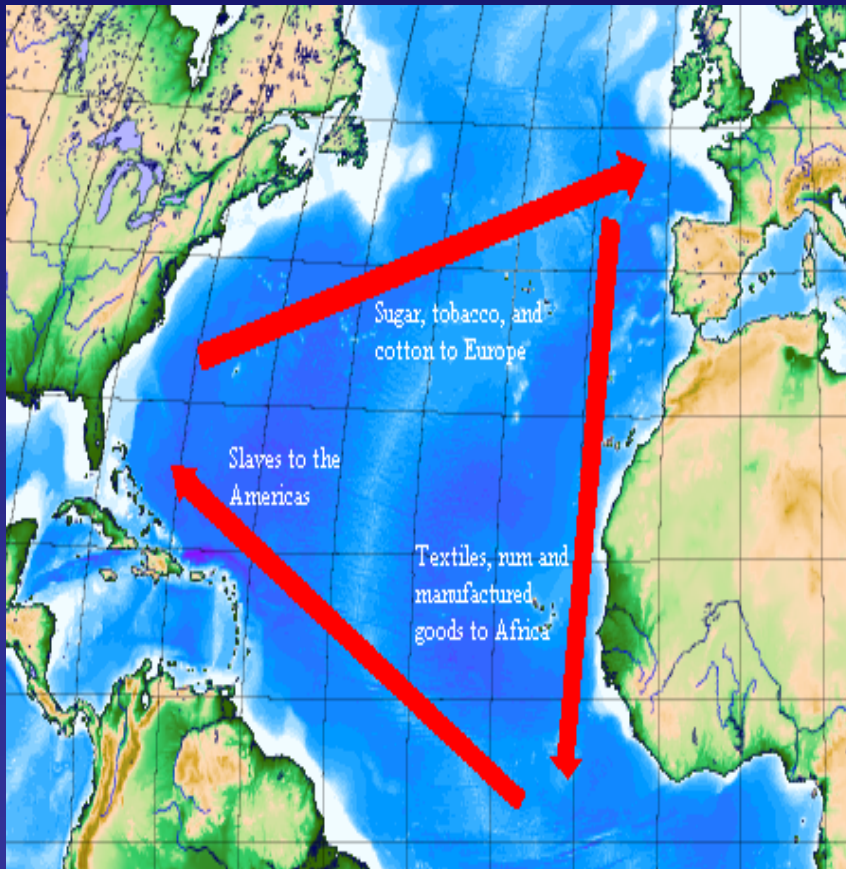 Sugar, tobacco, and
cotton to Europe
Slaves to the
Americas
Textiles, rum and
manufactured
goods to Africa